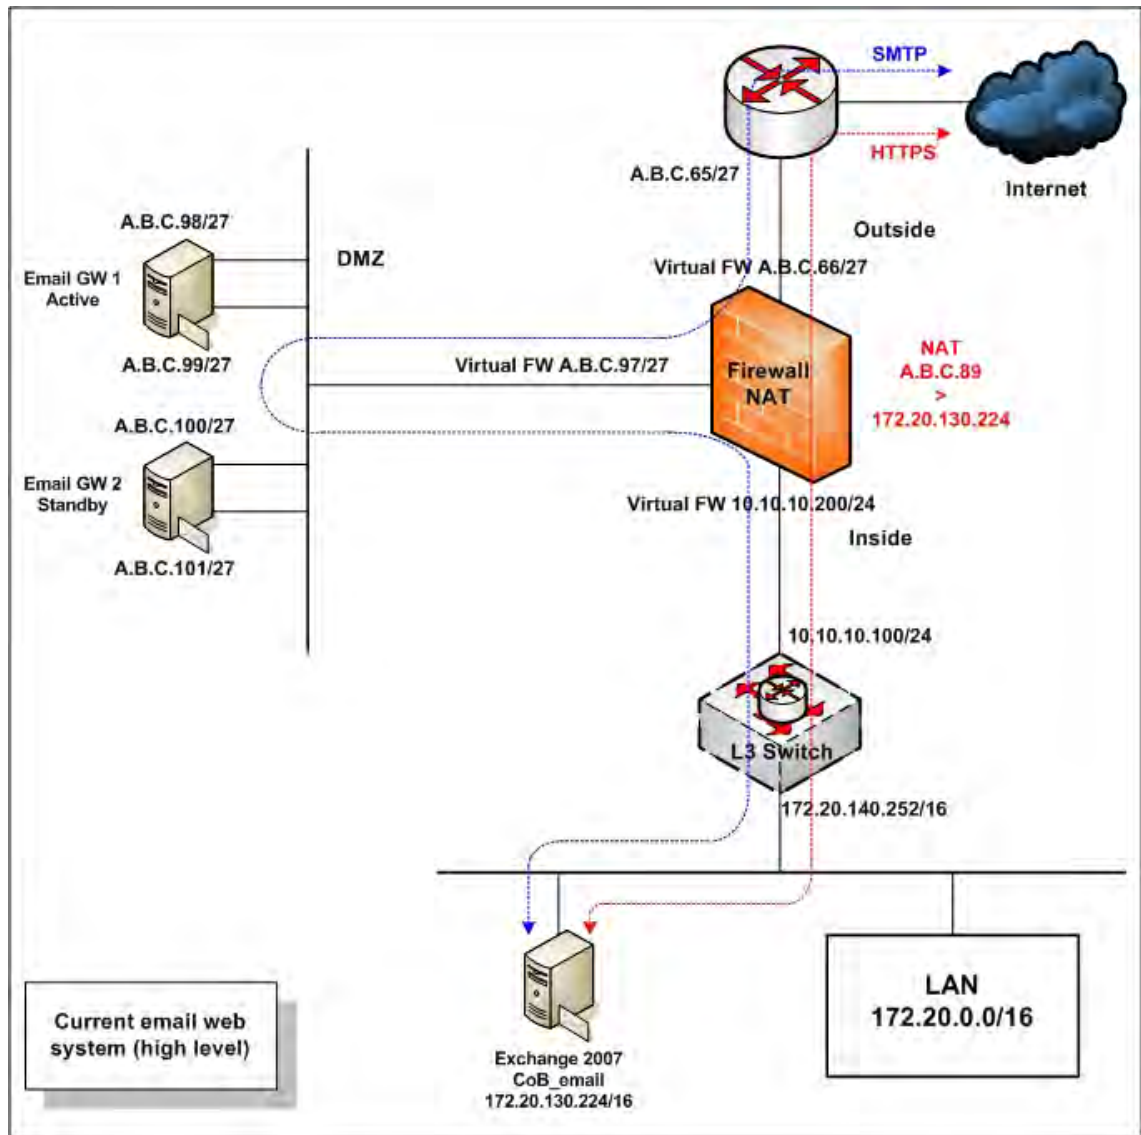 SMTP
HTTPS
Internet
A.B.C.65/27
Outside
Virtual FW A.B.C.66/27
A.B.C.98/27
DMZ
Email GW 1
Active
A.B.C.99/27
Virtual FW A.B.C.97/27
Firewall
NAT
NAT
A.B.C.89
>
172.20.130.224
A.B.C.100/27
Email GW 2
Standby
A.B.C.101/27
Virtual FW 10.10.10.200/24
Inside
10.10.10.100/24
L3 Switch
172.20.140.252/16
LAN
172.20.0.0/16
Current email web
system (high level)
Exchange 2007
CoB_email
172.20.130.224/16